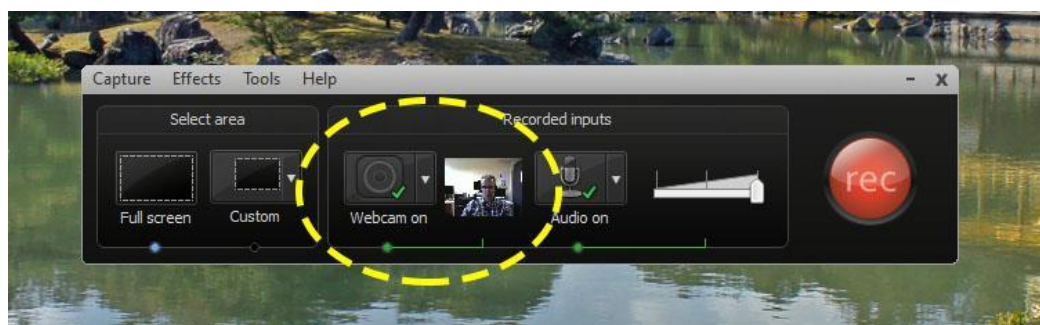 Capture Effects Tools Help
- x
Select area
Recorded inputs
Full screen
Custom
Webcam on
Audio on
rec